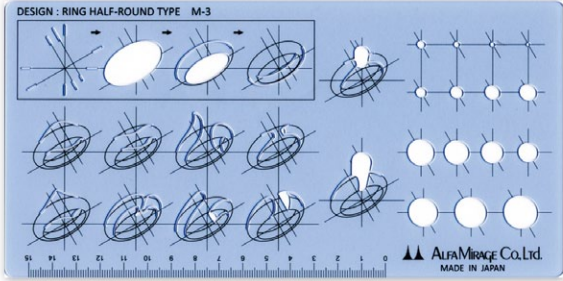 DESIGN : RING HALF-ROUND TYPE M-3
15 14 13 12 11 10 9 8 7 6 5 4 3 2 1 0
ALFA MIRAGE CO., Ltd.
MADE IN JAPAN